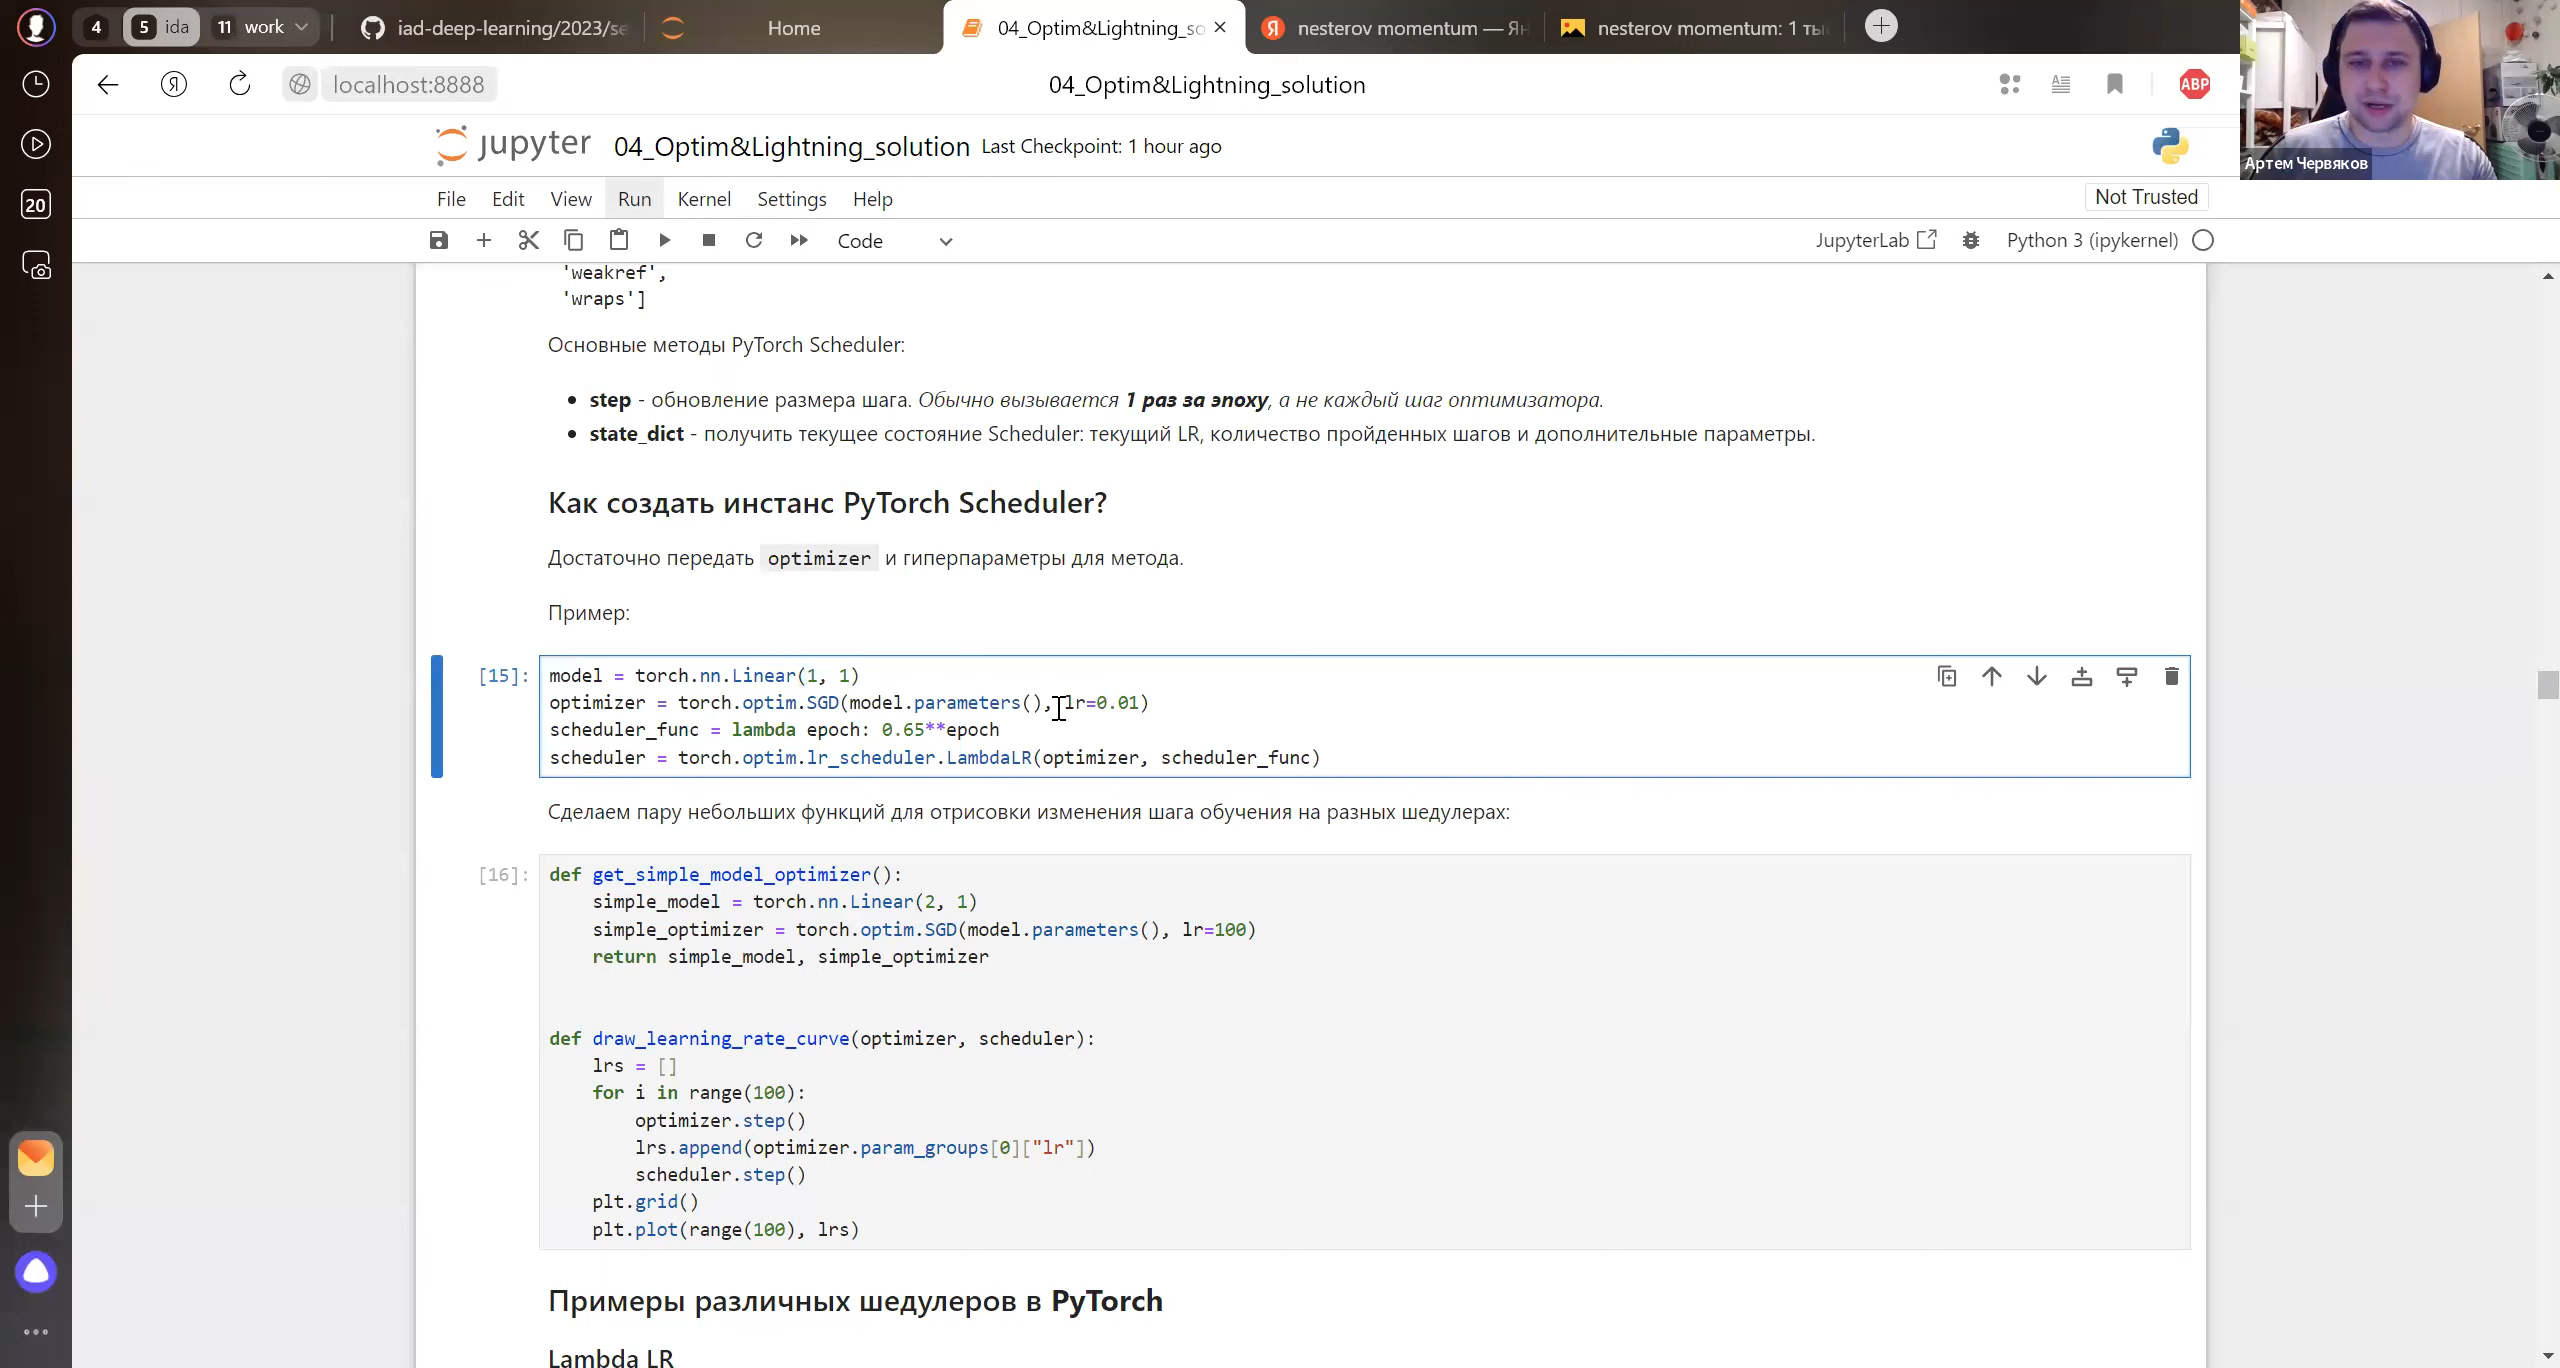 4
5 ida
11 work
iad-deep-learning/2023/se
Home
04_Optim&Lightning_so
Я nesterov momentum — Ян
nesterov momentum: 1 ты
20
Я
localhost:8888
04_Optim&Lightning_solution
ABP
Артем Червяков
jupyter 04_Optim&Lightning_solution Last Checkpoint: 1 hour ago
File Edit View Run Kernel Settings Help
Not Trusted
Code
JupyterLab
Python 3 (ipykernel)
'weakref',
'wraps']
Основные методы PyTorch Scheduler:
• step - обновление размера шага. Обычно вызывается 1 раз за эпоху, а не каждый шаг оптимизатора.
• state_dict - получить текущее состояние Scheduler: текущий LR, количество пройденных шагов и дополнительные параметры.
Как создать инстанс PyTorch Scheduler?
Достаточно передать optimizer и гиперпараметры для метода.
Пример:
[15]:
model = torch.nn.Linear(1, 1)
optimizer = torch.optim.SGD(model.parameters(), lr=0.01)
scheduler_func = lambda epoch: 0.65**epoch
scheduler = torch.optim.lr_scheduler.LambdaLR(optimizer, scheduler_func)
Сделаем пару небольших функций для отрисовки изменения шага обучения на разных шедулерах:
[16]:
def get_simple_model_optimizer():
    simple_model = torch.nn.Linear(2, 1)
    simple_optimizer = torch.optim.SGD(model.parameters(), lr=100)
    return simple_model, simple_optimizer
def draw_learning_rate_curve(optimizer, scheduler):
    lrs = []
    for i in range(100):
        optimizer.step()
        lrs.append(optimizer.param_groups[0]["lr"])
        scheduler.step()
    plt.grid()
    plt.plot(range(100), lrs)
Примеры различных шедулеров в PyTorch
Lambda LR